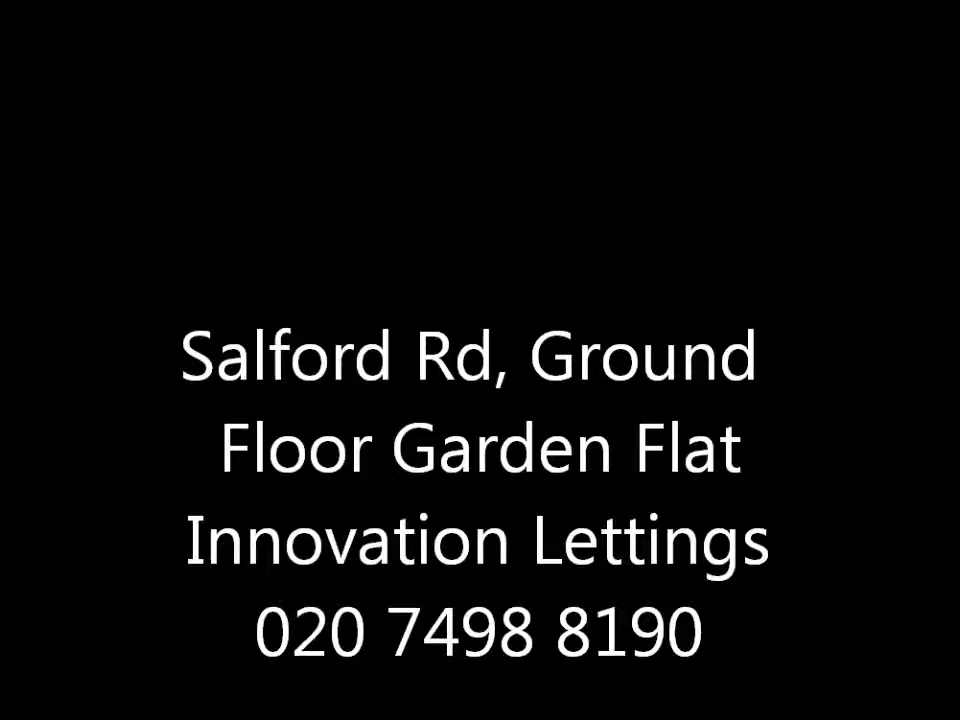 Salford Rd, Ground
Floor Garden Flat
Innovation Lettings
020 7498 8190